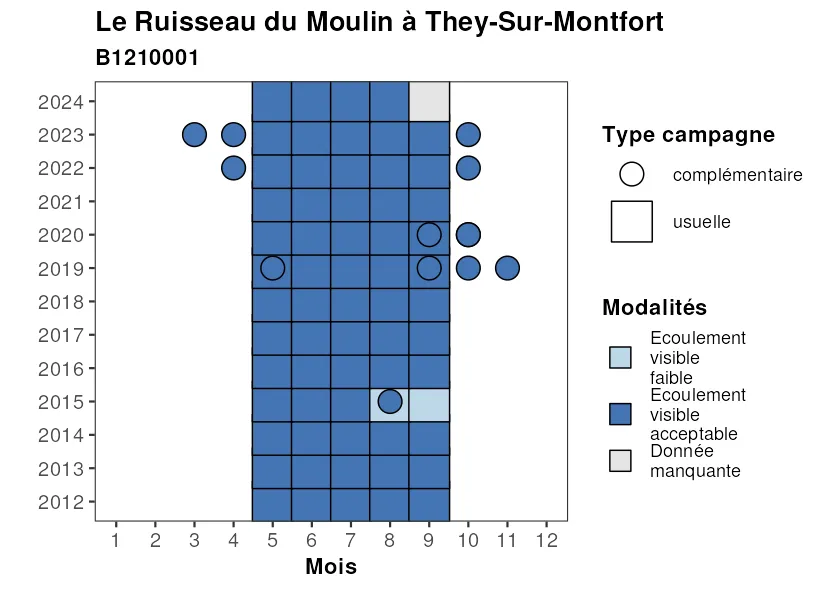 Le Ruisseau du Moulin à They-Sur-Montfort
B1210001
2024
2023
2022
2021
2020
2019
2018
2017
2016
2015
2014
2013
2012
1 2 3 4 5 6 7 8 9 10 11 12
Mois
Type campagne
complémentaire
usuelle
Modalités
Ecoulement
visible
faible
Ecoulement
visible
acceptable
Donnée
manquante